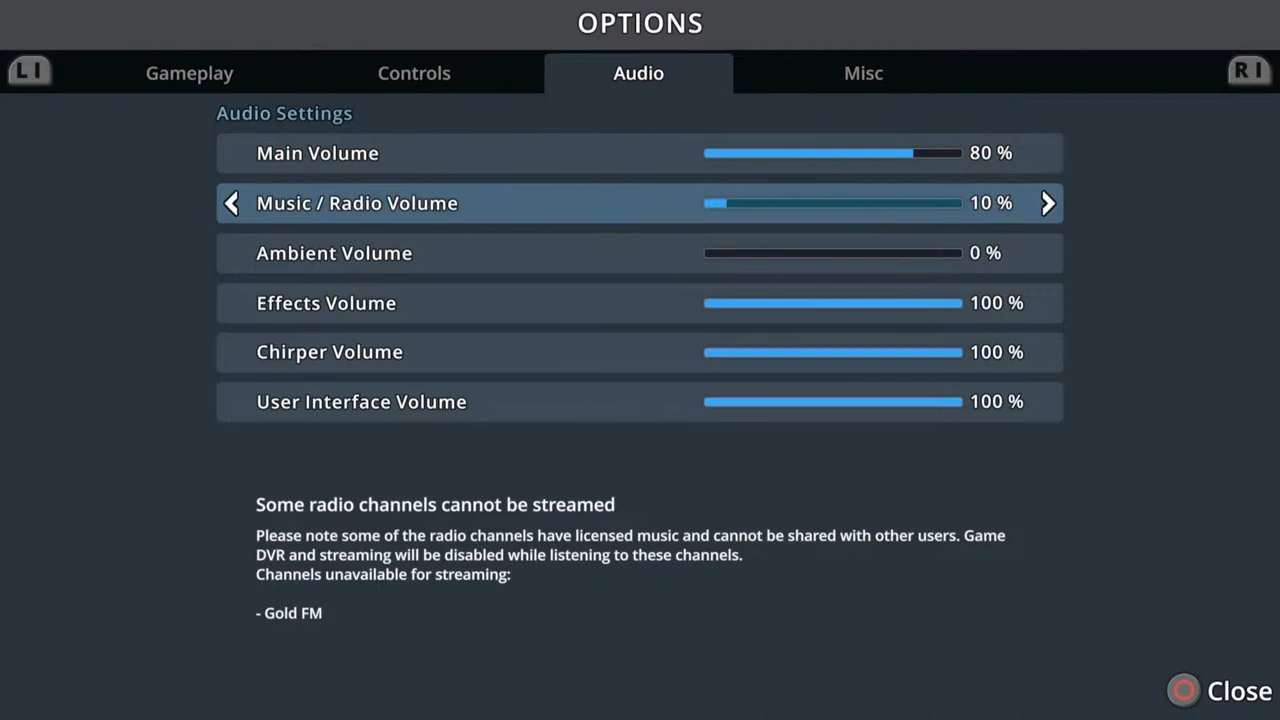 OPTIONS
L1 Gameplay Controls Audio Misc R1
Audio Settings
Main Volume 80 %
Music / Radio Volume 10 %
Ambient Volume 0 %
Effects Volume 100 %
Chirper Volume 100 %
User Interface Volume 100 %
Some radio channels cannot be streamed
Please note some of the radio channels have licensed music and cannot be shared with other users. Game
DVR and streaming will be disabled while listening to these channels.
Channels unavailable for streaming:
- Gold FM
Close